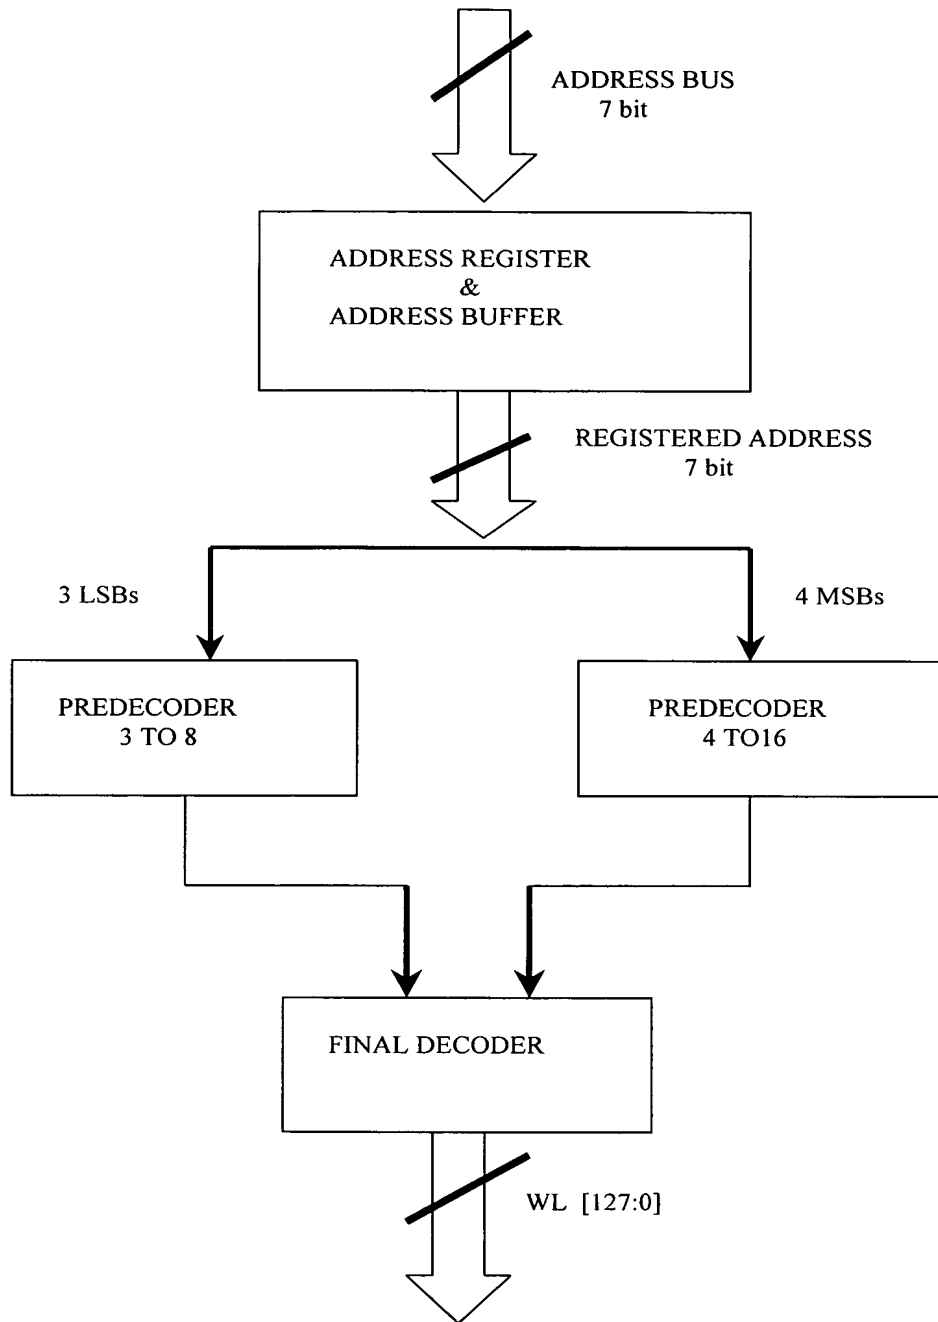 ADDRESS BUS
7 bit
ADDRESS REGISTER
&
ADDRESS BUFFER
REGISTERED ADDRESS
7 bit
3 LSBs
4 MSBs
PREDECODER
3 TO 8
PREDECODER
4 TO16
FINAL DECODER
WL [127:0]